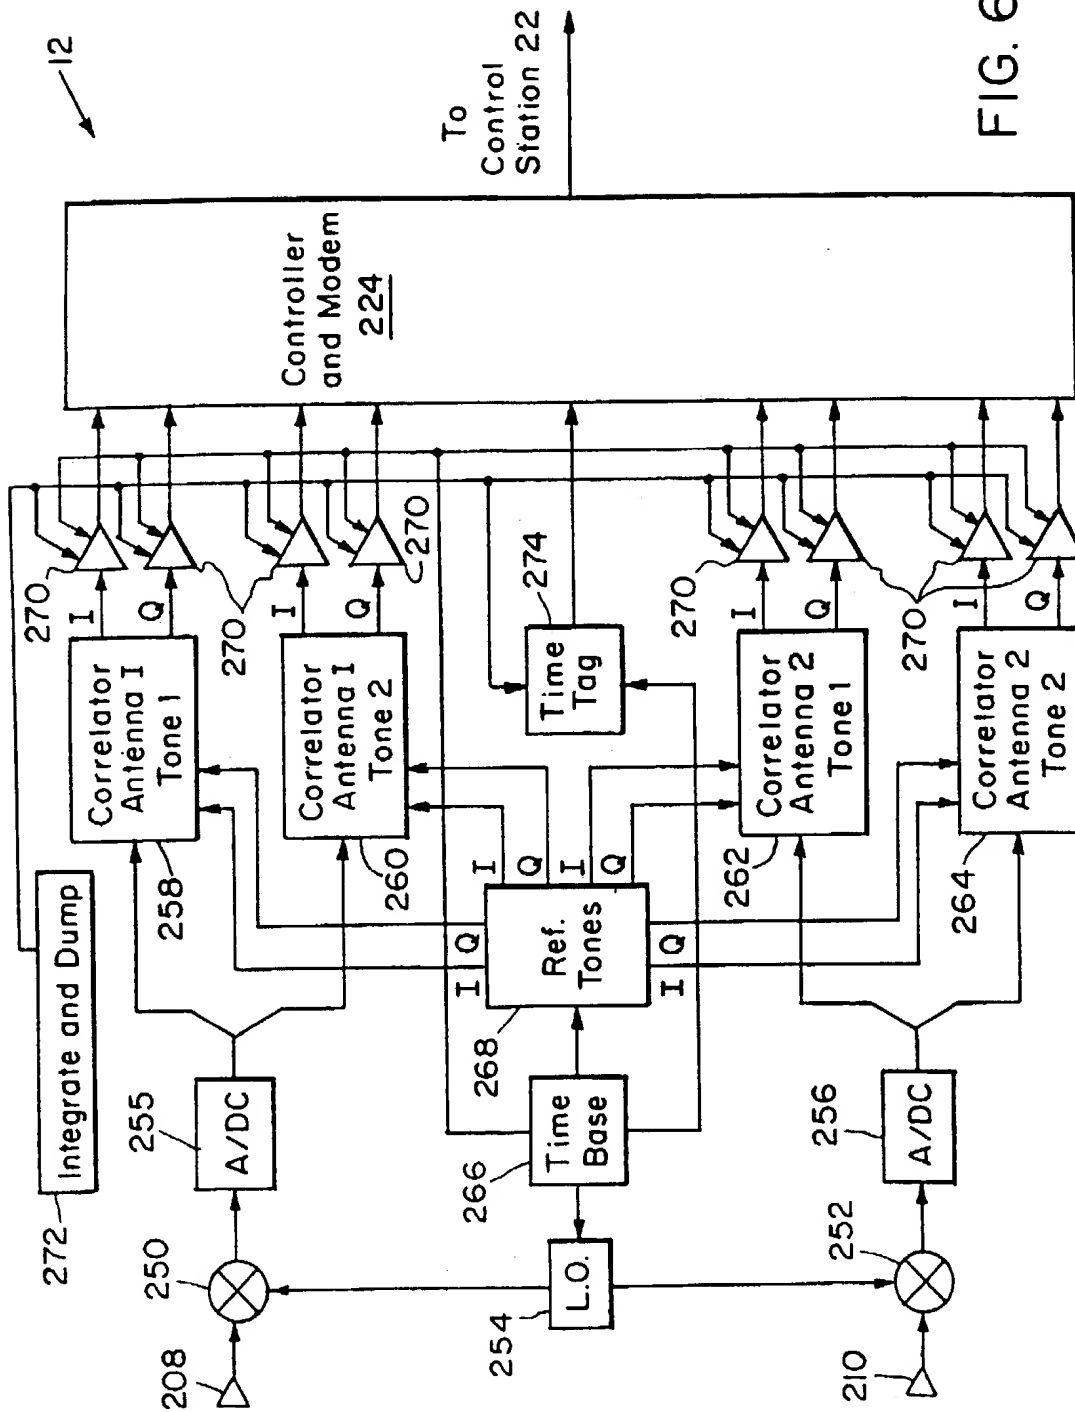 12
To
Control
Station 22
FIG. 6
Controller
and Modem
224
270
270
270
270
270
I
Q
I
Q
I
Q
I
Q
Correlator
Antenna I
Tone 1
258
Correlator
Antenna I
Tone 2
260
Time
Tag
274
Correlator
Antenna 2
Tone 1
262
Correlator
Antenna 2
Tone 2
264
Integrate and Dump
272
I
Q
I
Q
I
Q
I
Q
Ref.
Tones
268
Time
Base
266
A/DC
255
A/DC
256
250
252
L.O.
254
208
210